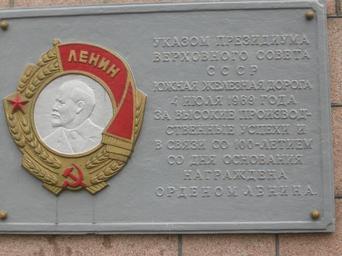 ЛЕНИН
УКАЗОМ ПРЕЗИДИУМА
ВЕРХОВНОГО СОВЕТА
СССР
ЮЖНАЯ ЖЕЛЕЗНАЯ ДОРОГА
4 ИЮЛЯ 1969 ГОДА
ЗА ВЫСОКИЕ ПРОИЗВОД-
СТВЕННЫЕ УСПЕХИ И
В СВЯЗИ СО 100-ЛЕТИЕМ
СО ДНЯ ОСНОВАНИЯ
НАГРАЖДЕНА
ОРДЕНОМ ЛЕНИНА